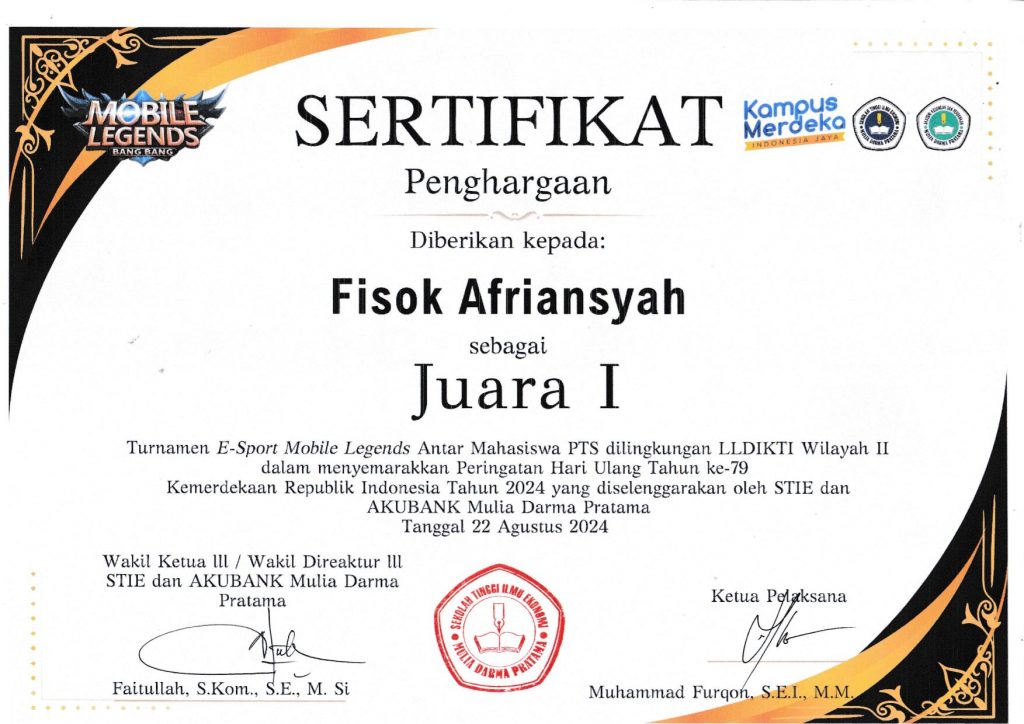 MOBILE
LEGENDS
BANG BANG
SERTIFIKAT
Kampus
Merdeka
INDONESIA JAYA
Penghargaan
Diberikan kepada:
Fisok Afriansyah
sebagai
Juara I
Turnamen E-Sport Mobile Legends Antar Mahasiswa PTS dilingkungan LLDIKTI Wilayah II
dalam menyemarakkan Peringatan Hari Ulang Tahun ke-79
Kemerdekaan Republik Indonesia Tahun 2024 yang diselenggarakan oleh STIE dan
AKUBANK Mulia Darma Pratama
Tanggal 22 Agustus 2024
Wakil Ketua lll / Wakil Direaktur lll
STIE dan AKUBANK Mulia Darma
Pratama
Faitullah, S.Kom., S.E., M. Si
SEKOLAH TINGGI ILMU EKONOMI
MULIA DARMA PRATAMA
Ketua Pelaksana
Muhammad Furqon, S.E.I., M.M.